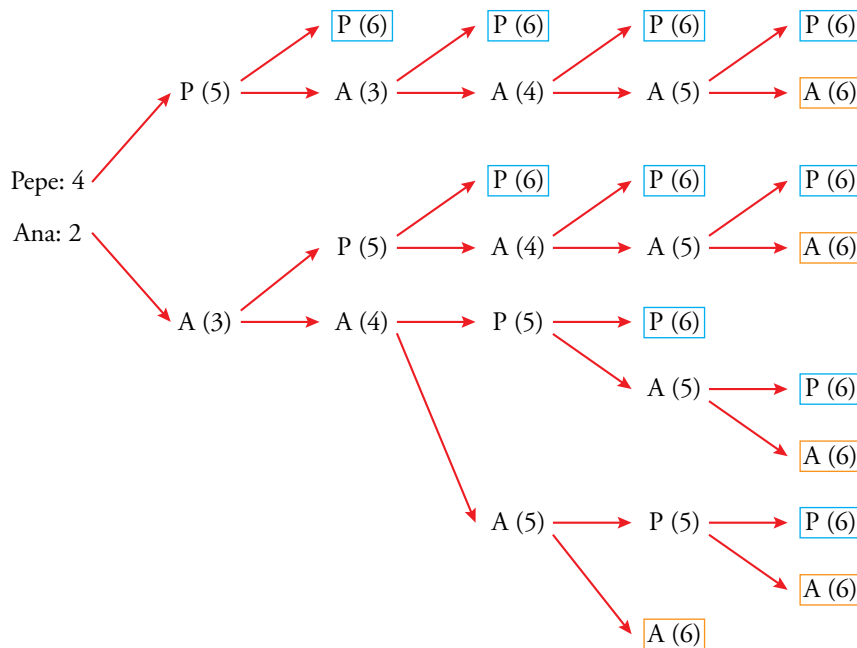 P (6) P (6) P (6) P (6)
P (5) A (3) A (4) A (5) A (6)
Pepe: 4 P (6) P (6) P (6)
Ana: 2
P (5) A (4) A (5) A (6)
A (3) A (4) P (5) P (6)
A (5) P (6)
A (6)
A (5) P (5) P (6)
A (6)
A (6)